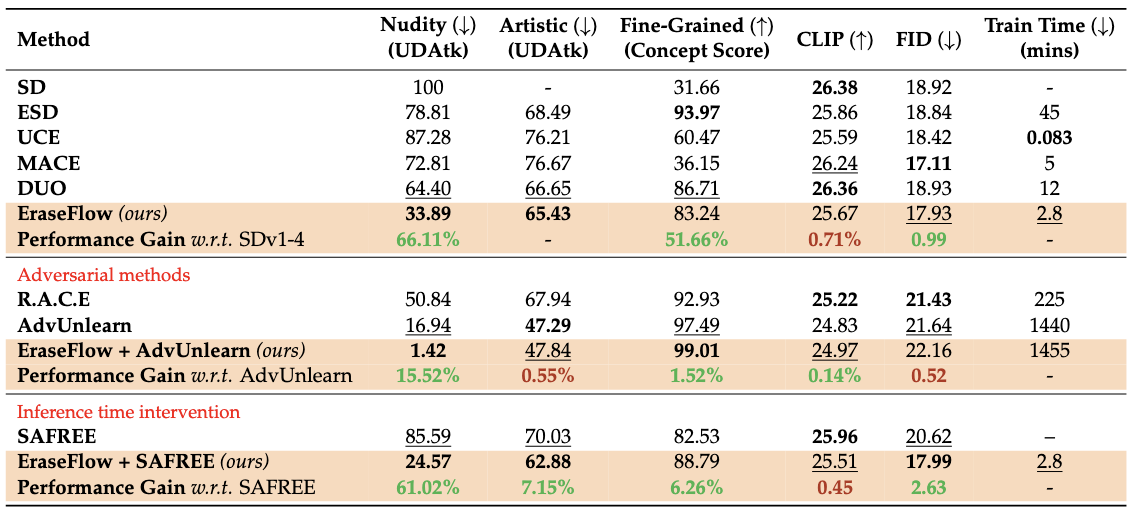 Method Nudity (↓) (UDAtk) Artistic (↓) (UDAtk) Fine-Grained (↑) (Concept Score) CLIP (↑) FID (↓) Train Time (↓) (mins)
SD 100 - 31.66 26.38 18.92 -
ESD 78.81 68.49 93.97 25.86 18.84 45
UCE 87.28 76.21 60.47 25.59 18.42 0.083
MACE 72.81 76.67 36.15 26.24 17.11 5
DUO 64.40 66.65 86.71 26.36 18.93 12
EraseFlow (ours) 33.89 65.43 83.24 25.67 17.93 2.8
Performance Gain w.r.t. SDv1-4 66.11% - 51.66% 0.71% 0.99 -
Adversarial methods
R.A.C.E 50.84 67.94 92.93 25.22 21.43 225
AdvUnlearn 16.94 47.29 97.49 24.83 21.64 1440
EraseFlow + AdvUnlearn (ours) 1.42 47.84 99.01 24.97 22.16 1455
Performance Gain w.r.t. AdvUnlearn 15.52% 0.55% 1.52% 0.14% 0.52 -
Inference time intervention
SAFREE 85.59 70.03 82.53 25.96 20.62 –
EraseFlow + SAFREE (ours) 24.57 62.88 88.79 25.51 17.99 2.8
Performance Gain w.r.t. SAFREE 61.02% 7.15% 6.26% 0.45 2.63 -